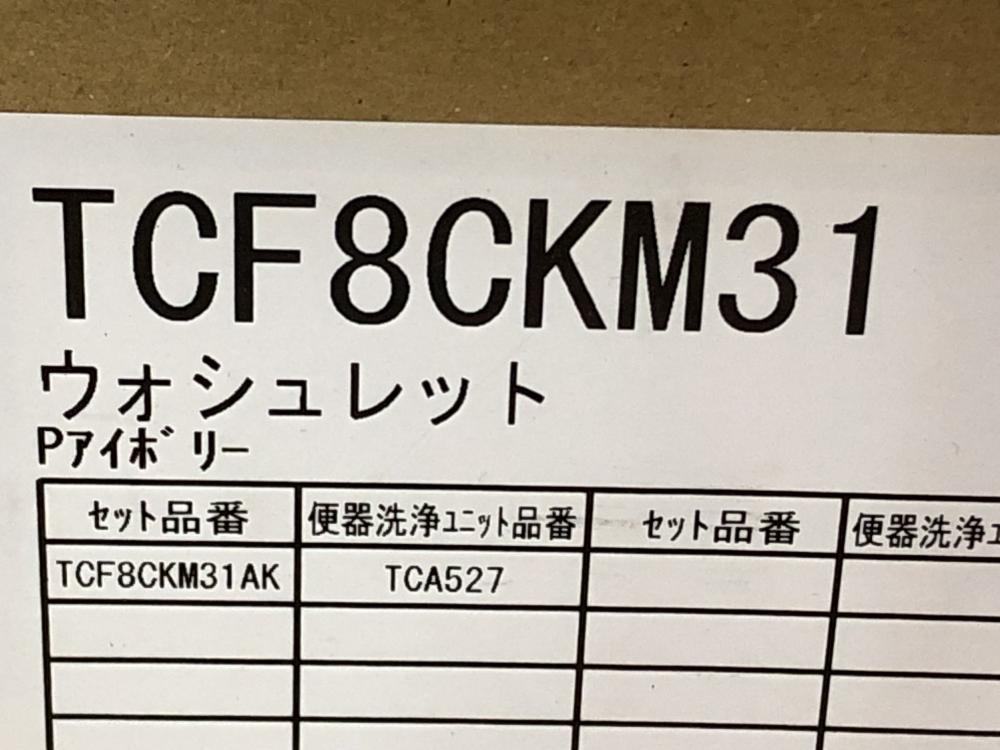 TCF8CKM31
ウォシュレット
Pアイボリー
セット品番 便器洗浄ユニット品番 セット品番 便器洗浄ユ
TCF8CKM31AK TCA527